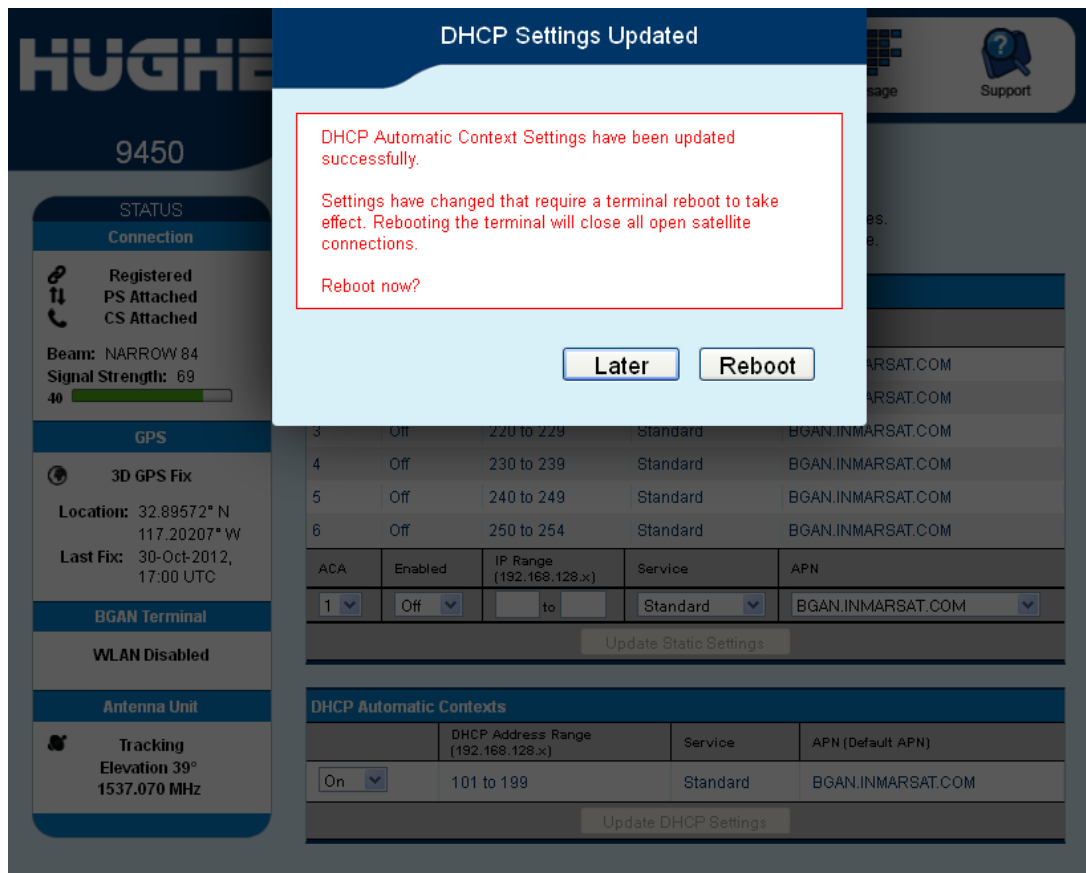 DHCP Settings Updated
Support
9450
DHCP Automatic Context Settings have been updated
successfully.
Settings have changed that require a terminal reboot to take
effect. Rebooting the terminal will close all open satellite
connections.
Reboot now?
Later Reboot
STATUS
Connection
Registered
PS Attached
CS Attached
Beam: NARROW 84
Signal Strength: 69
40
GPS
3D GPS Fix
Location: 32.89572° N
117.20207° W
Last Fix: 30-Oct-2012,
17:00 UTC
BGAN Terminal
WLAN Disabled
Antenna Unit
Tracking
Elevation 39°
1537.070 MHz
3 Off 220 to 229 Standard BGAN.INMARSAT.COM
4 Off 230 to 239 Standard BGAN.INMARSAT.COM
5 Off 240 to 249 Standard BGAN.INMARSAT.COM
6 Off 250 to 254 Standard BGAN.INMARSAT.COM
ACA Enabled IP Range (192.168.128.x) Service APN
1 Off to Standard BGAN.INMARSAT.COM
Update Static Settings
DHCP Automatic Contexts
DHCP Address Range (192.168.128.x) Service APN (Default APN)
On 101 to 199 Standard BGAN.INMARSAT.COM
Update DHCP Settings